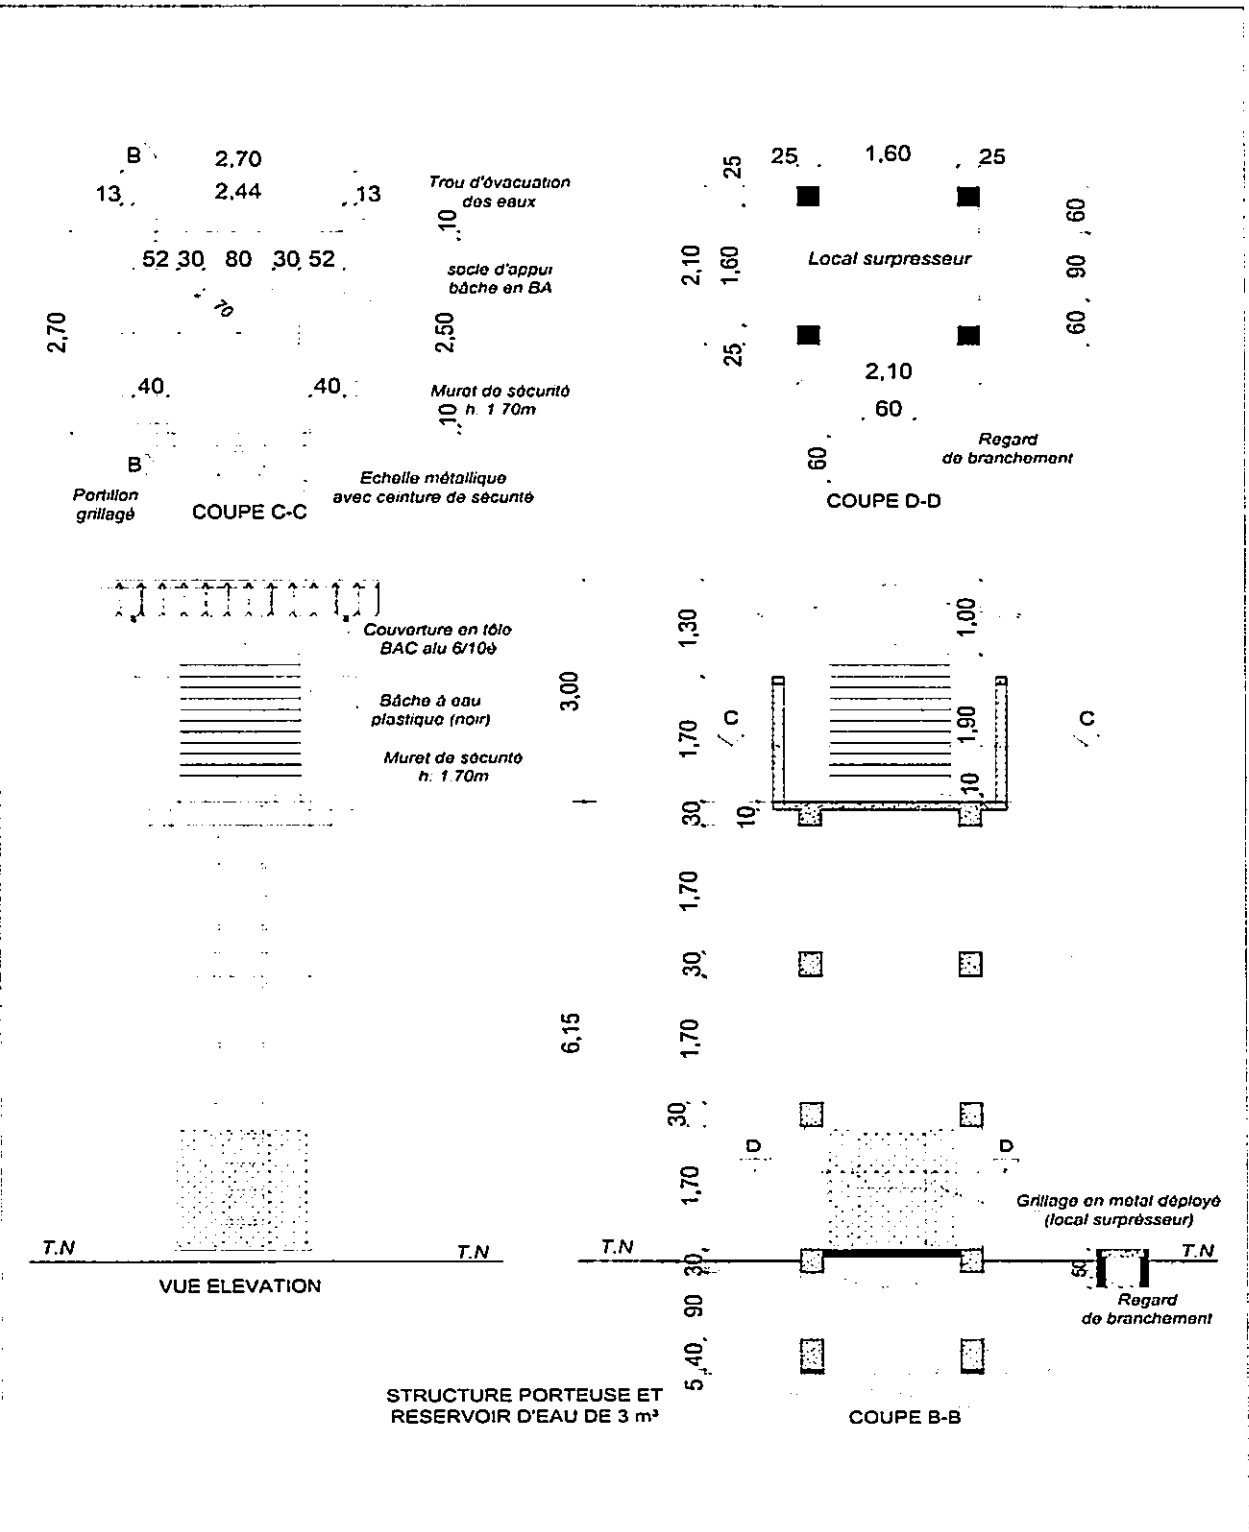 B
2,70
13
2,44
13
Trou d'évacuation
des eaux
10
52 30 80 30 52
socle d'appui
bâche en BA
70
2,70
2,50
40
40
Muret de sécurité
h. 1 70m
10
B
Echelle métallique
avec ceinture de sécurité
Portillon
grillagé
COUPE C-C
25
25
1,60
25
60
2,10
1,60
Local surpresseur
90
60
25
2,10
60
60
Regard
de branchement
COUPE D-D
Couverture en tôle
BAC alu 6/10è
Bâche à eau
plastique (noir)
Muret de sécurité
h: 1 70m
3,00
6,15
T.N
T.N
VUE ELEVATION
1,30
1,00
C
1,70
1,90
C
10
30
10
1,70
30
1,70
30
D
D
1,70
Grillage en metal déployé
(local surprésseur)
T.N
T.N
30
50
90
Regard
de branchement
40
5
STRUCTURE PORTEUSE ET
RESERVOIR D'EAU DE 3 m³
COUPE B-B